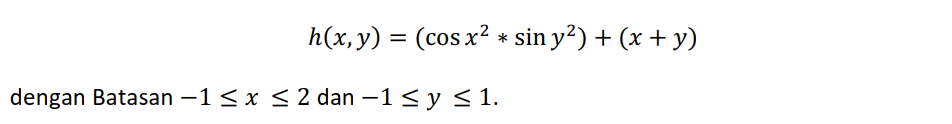 h(x, y) = (cos x² * sin y²) + (x + y)
dengan Batasan −1 ≤ x ≤ 2 dan −1 ≤ y ≤ 1.